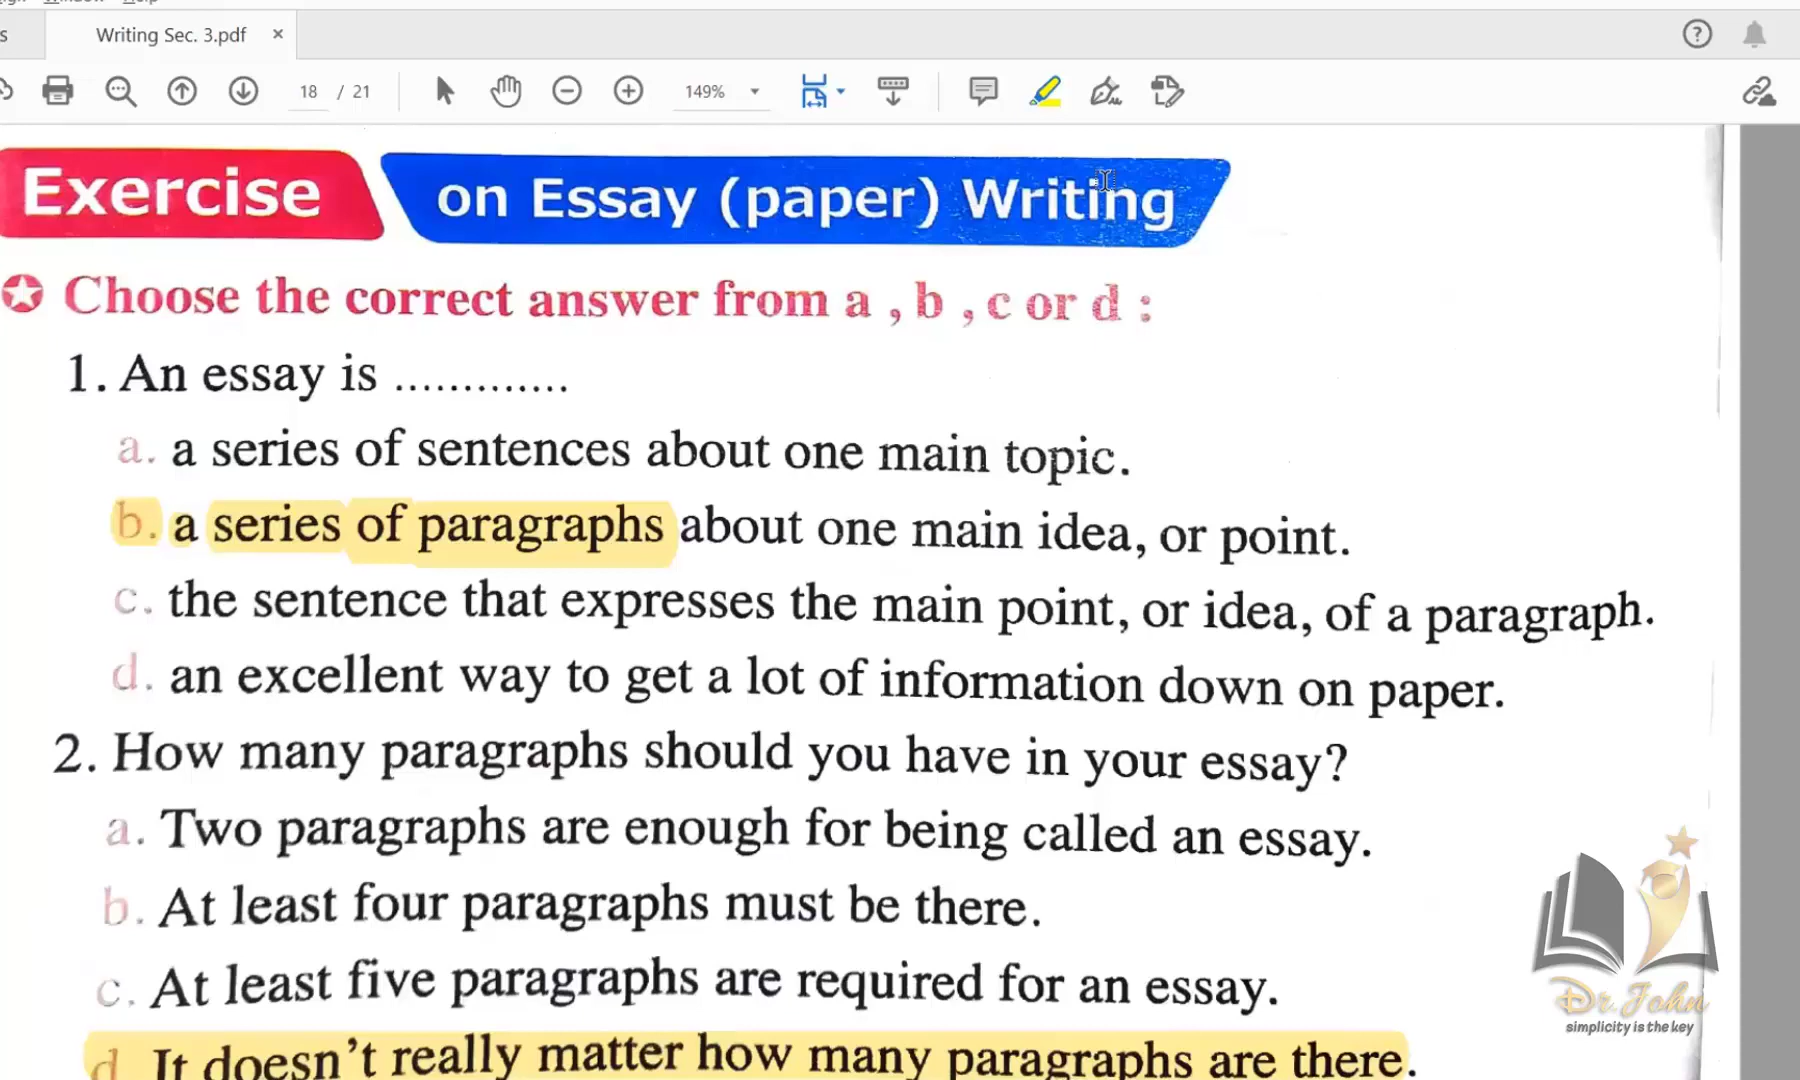 Window Help
s
Writing Sec. 3.pdf ×
18 / 21
149%
Exercise on Essay (paper) Writing
Choose the correct answer from a , b , c or d :
1. An essay is .............
a. a series of sentences about one main topic.
b. a series of paragraphs about one main idea, or point.
c. the sentence that expresses the main point, or idea, of a paragraph.
d. an excellent way to get a lot of information down on paper.
2. How many paragraphs should you have in your essay?
a. Two paragraphs are enough for being called an essay.
b. At least four paragraphs must be there.
c. At least five paragraphs are required for an essay.
d. It doesn't really matter how many paragraphs are there.
Dr. John
simplicity is the key